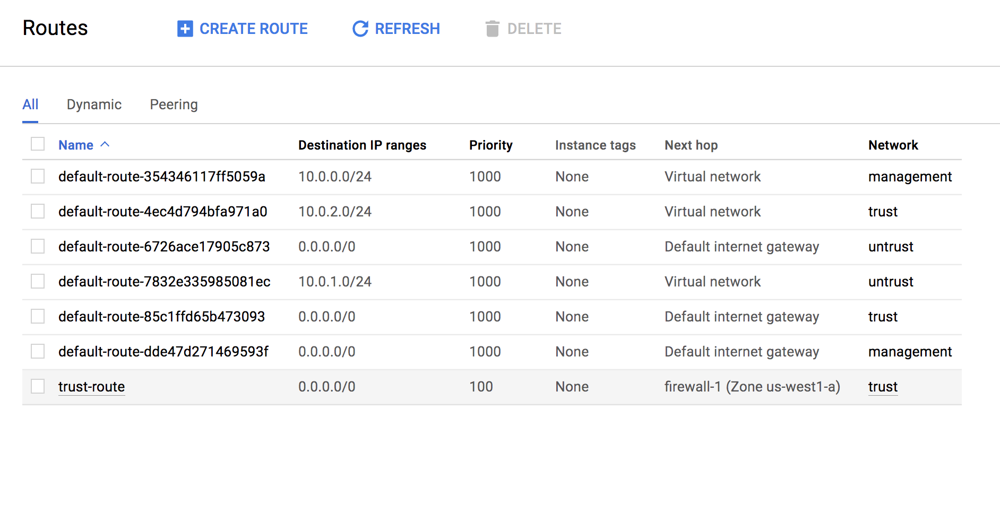 Routes CREATE ROUTE REFRESH DELETE
All Dynamic Peering
Name Destination IP ranges Priority Instance tags Next hop Network
default-route-354346117ff5059a 10.0.0.0/24 1000 None Virtual network management
default-route-4ec4d794bfa971a0 10.0.2.0/24 1000 None Virtual network trust
default-route-6726ace17905c873 0.0.0.0/0 1000 None Default internet gateway untrust
default-route-7832e335985081ec 10.0.1.0/24 1000 None Virtual network untrust
default-route-85c1ffd65b473093 0.0.0.0/0 1000 None Default internet gateway trust
default-route-dde47d271469593f 0.0.0.0/0 1000 None Default internet gateway management
trust-route 0.0.0.0/0 100 None firewall-1 (Zone us-west1-a) trust